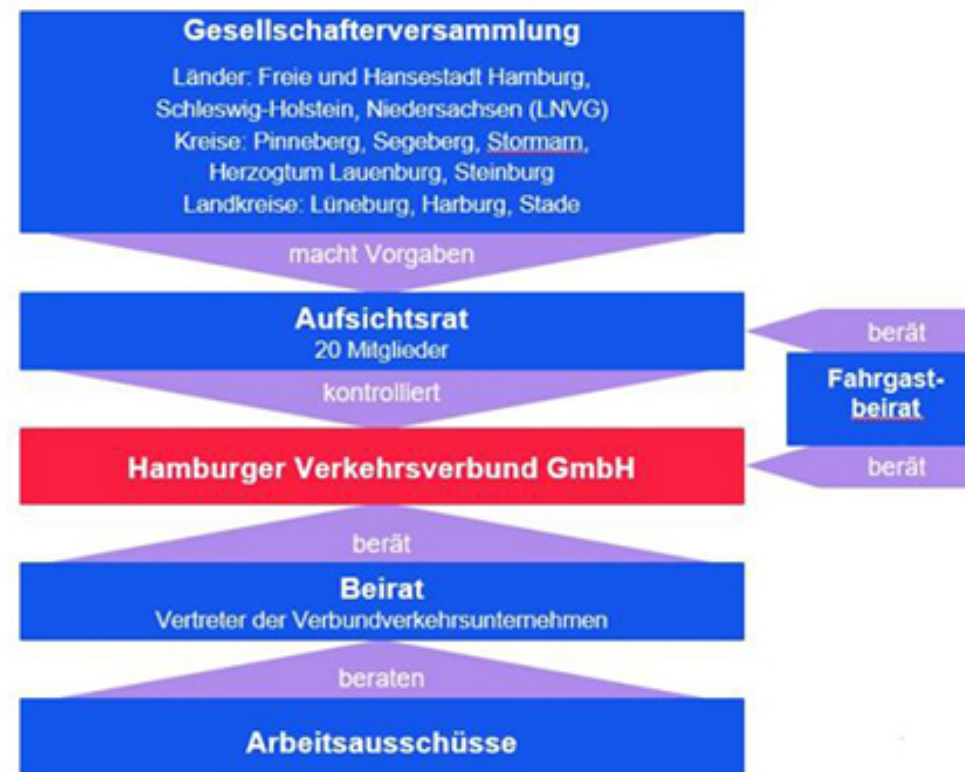 Gesellschafterversammlung
Länder: Freie und Hansestadt Hamburg,
Schleswig-Holstein, Niedersachsen (LNVG)
Kreise: Pinneberg, Segeberg, Stormarn,
Herzogtum Lauenburg, Steinburg
Landkreise: Lüneburg, Harburg, Stade
macht Vorgaben
Aufsichtsrat
20 Mitglieder
kontrolliert
berät
Fahrgast-
beirat
berät
Hamburger Verkehrsverbund GmbH
berät
Beirat
Vertreter der Verbundverkehrsunternehmen
beraten
Arbeitsausschüsse